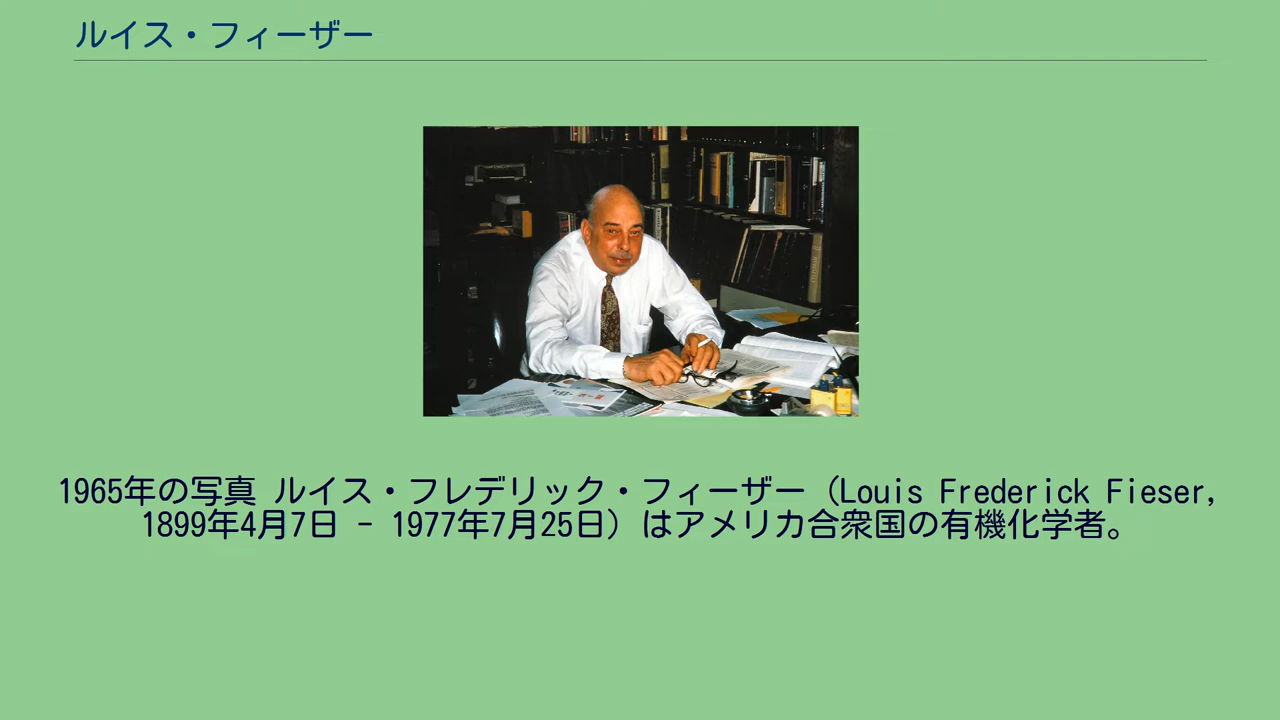 ルイス・フィーザー
1965年の写真 ルイス・フレデリック・フィーザー（Louis Frederick Fieser,
1899年4月7日 - 1977年7月25日）はアメリカ合衆国の有機化学者。